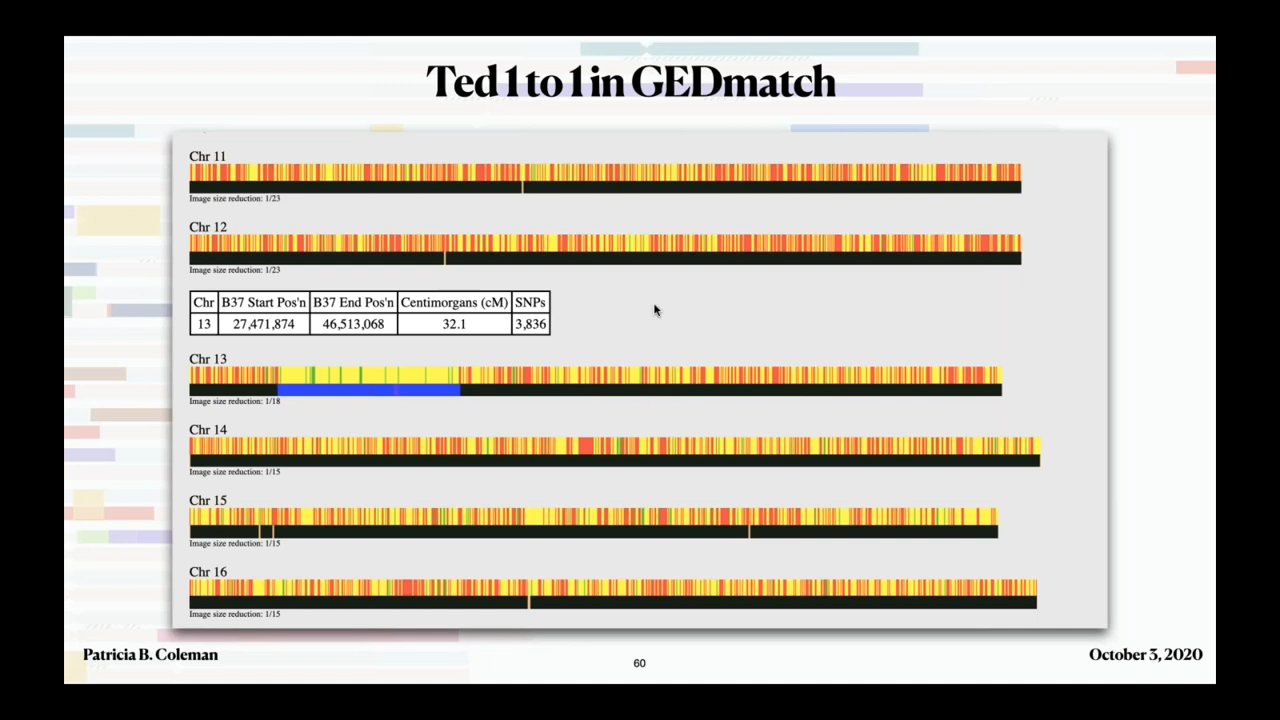 Ted 1 to 1 in GEDmatch
Chr 11
Image size reduction: 1/23
Chr 12
Image size reduction: 1/23
Chr B37 Start Pos'n B37 End Pos'n Centimorgans (cM) SNPs
13 27,471,874 46,513,068 32.1 3,836
Chr 13
Image size reduction: 1/18
Chr 14
Image size reduction: 1/15
Chr 15
Image size reduction: 1/15
Chr 16
Image size reduction: 1/15
Patricia B. Coleman
60
October 3, 2020